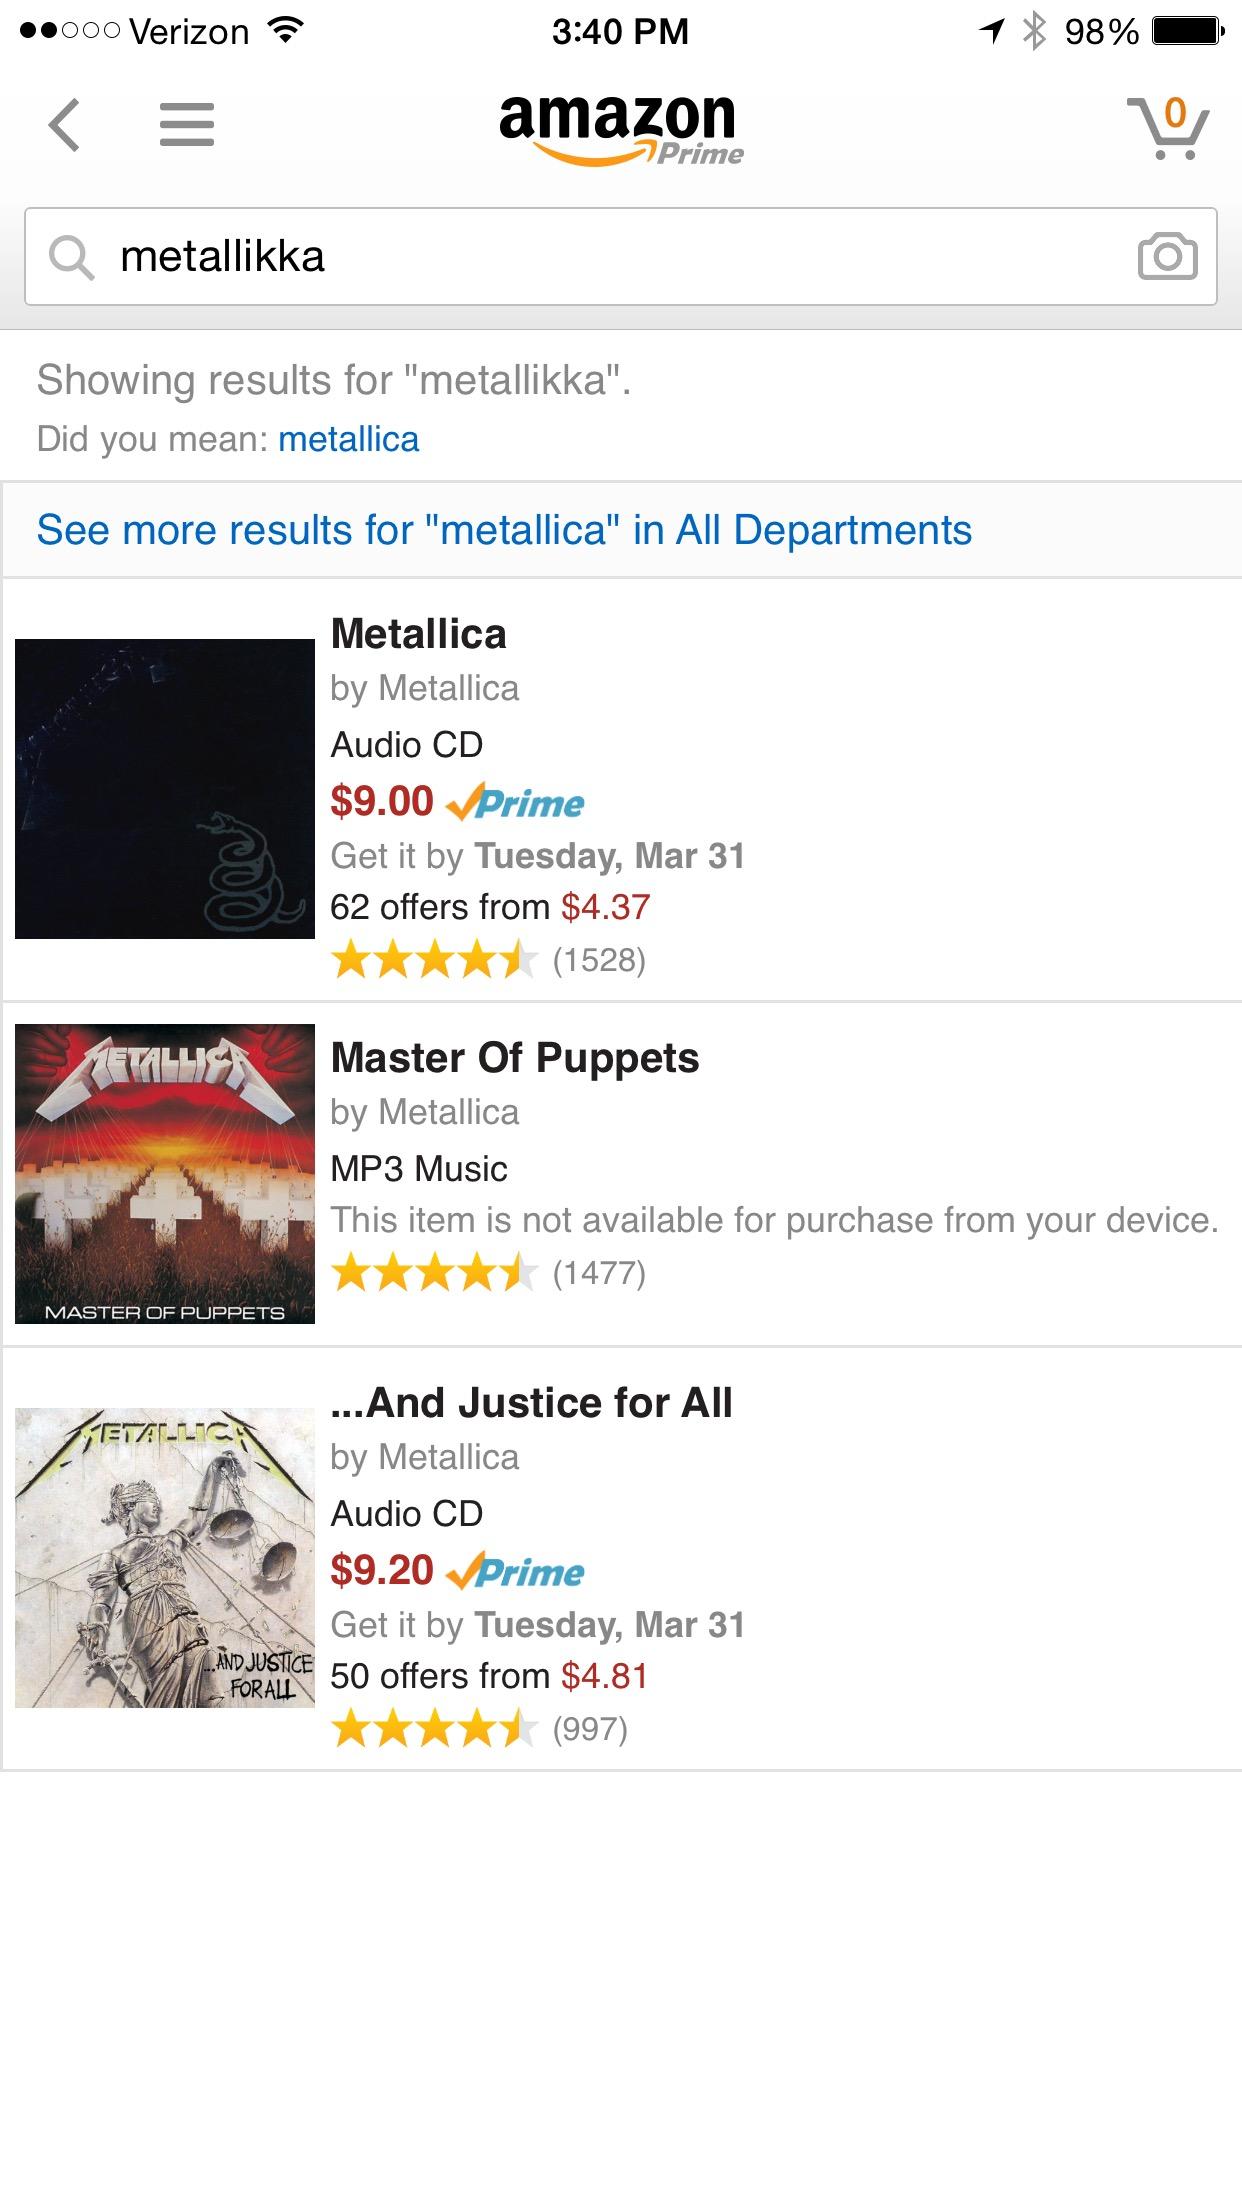 Verizon 3:40 PM 98%
amazon
Prime
0
metallikka
Showing results for "metallikka".
Did you mean: metallica
See more results for "metallica" in All Departments
Metallica
by Metallica
Audio CD
$9.00 Prime
Get it by Tuesday, Mar 31
62 offers from $4.37
(1528)
METALLICA
MASTER OF PUPPETS
Master Of Puppets
by Metallica
MP3 Music
This item is not available for purchase from your device.
(1477)
METALLICA
...AND JUSTICE
FOR ALL
...And Justice for All
by Metallica
Audio CD
$9.20 Prime
Get it by Tuesday, Mar 31
50 offers from $4.81
(997)